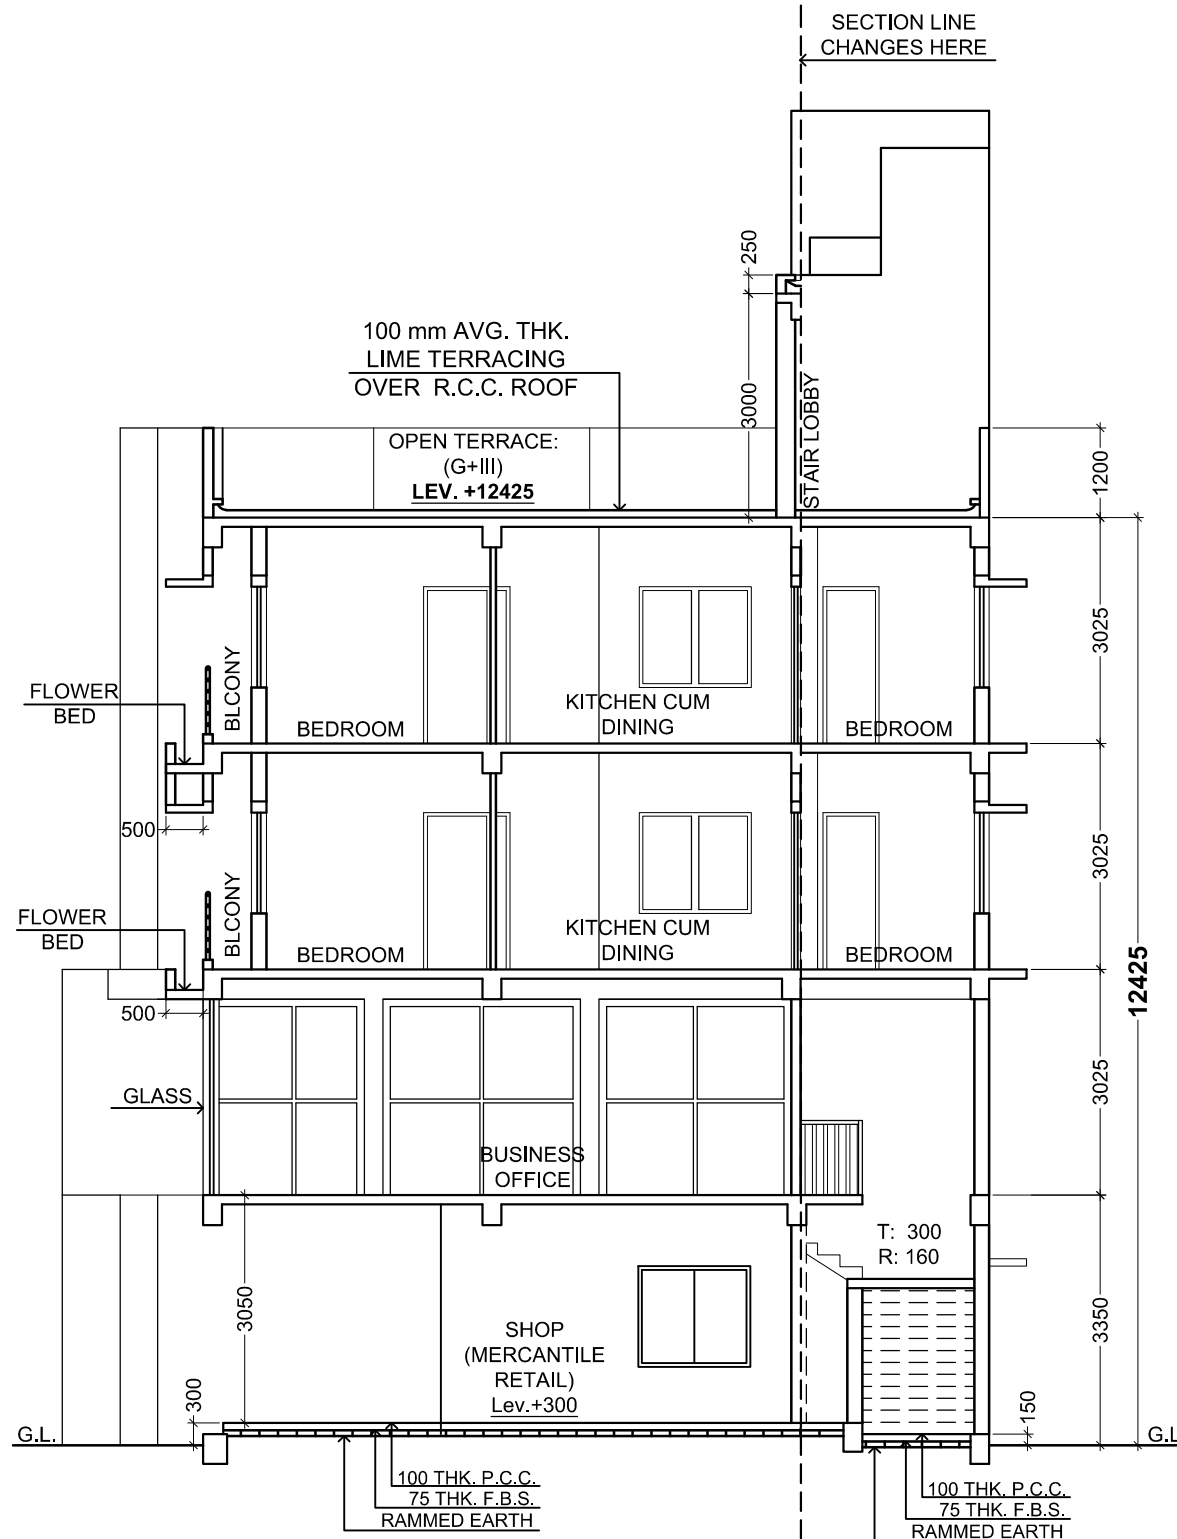 SECTION LINE
CHANGES HERE
250
100 mm AVG. THK.
LIME TERRACING
OVER R.C.C. ROOF
3000
STAIR LOBBY
OPEN TERRACE:
(G+III)
LEV. +12425
1200
3025
FLOWER
BED
BLCONY
BEDROOM
KITCHEN CUM
DINING
BEDROOM
500
3025
FLOWER
BED
BLCONY
BEDROOM
KITCHEN CUM
DINING
BEDROOM
12425
500
GLASS
3025
BUSINESS
OFFICE
T: 300
R: 160
3050
3350
SHOP
(MERCANTILE
RETAIL)
Lev.+300
300
150
G.L.
G.L
100 THK. P.C.C.
75 THK. F.B.S.
RAMMED EARTH
100 THK. P.C.C.
75 THK. F.B.S.
RAMMED EARTH